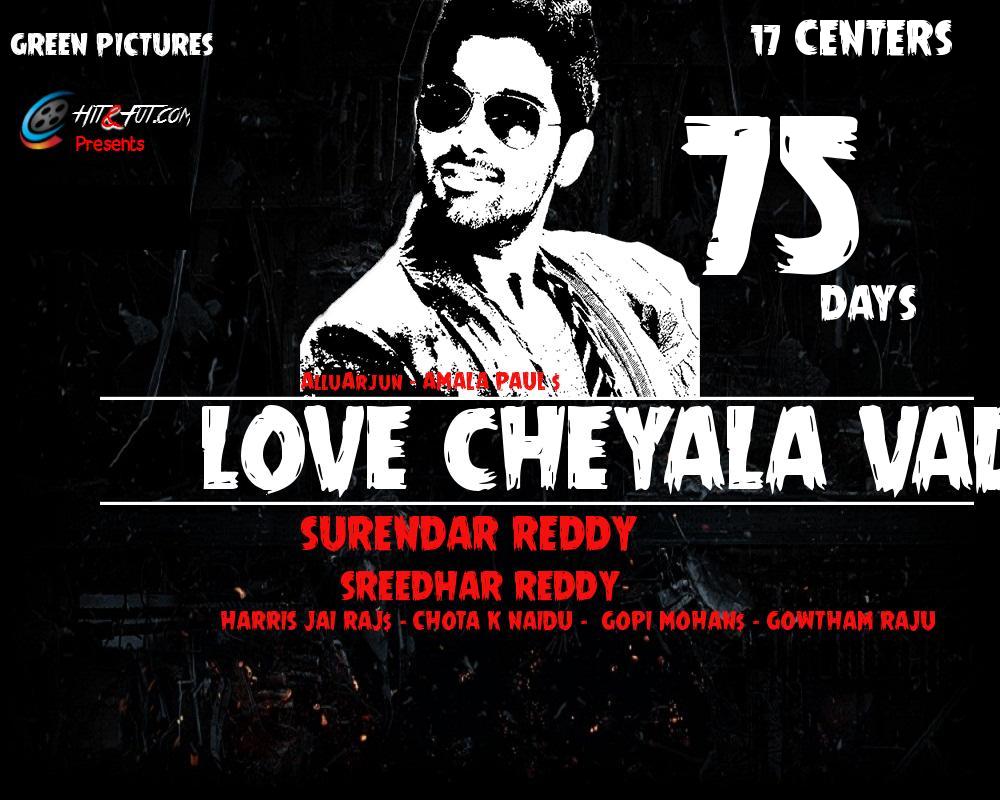 GREEN PICTURES
17 CENTERS
HIT&FUT.COM
Presents
75
DAYS
ALLUARJUN - AMALA PAUL S
LOVE CHEYALA VAD
SURENDAR REDDY
SREEDHAR REDDY
HARRIS JAI RAJS - CHOTA K NAIDU - GOPI MOHANS - GOWTHAM RAJU